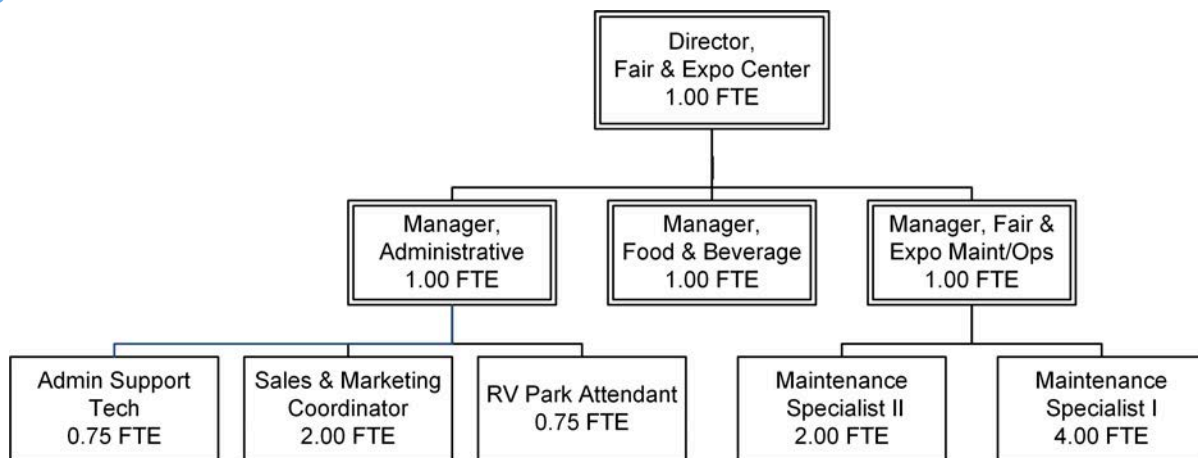 Director,
Fair & Expo Center
1.00 FTE
Manager,
Administrative
1.00 FTE
Manager,
Food & Beverage
1.00 FTE
Manager, Fair &
Expo Maint/Ops
1.00 FTE
Admin Support
Tech
0.75 FTE
Sales & Marketing
Coordinator
2.00 FTE
RV Park Attendant
0.75 FTE
Maintenance
Specialist II
2.00 FTE
Maintenance
Specialist I
4.00 FTE